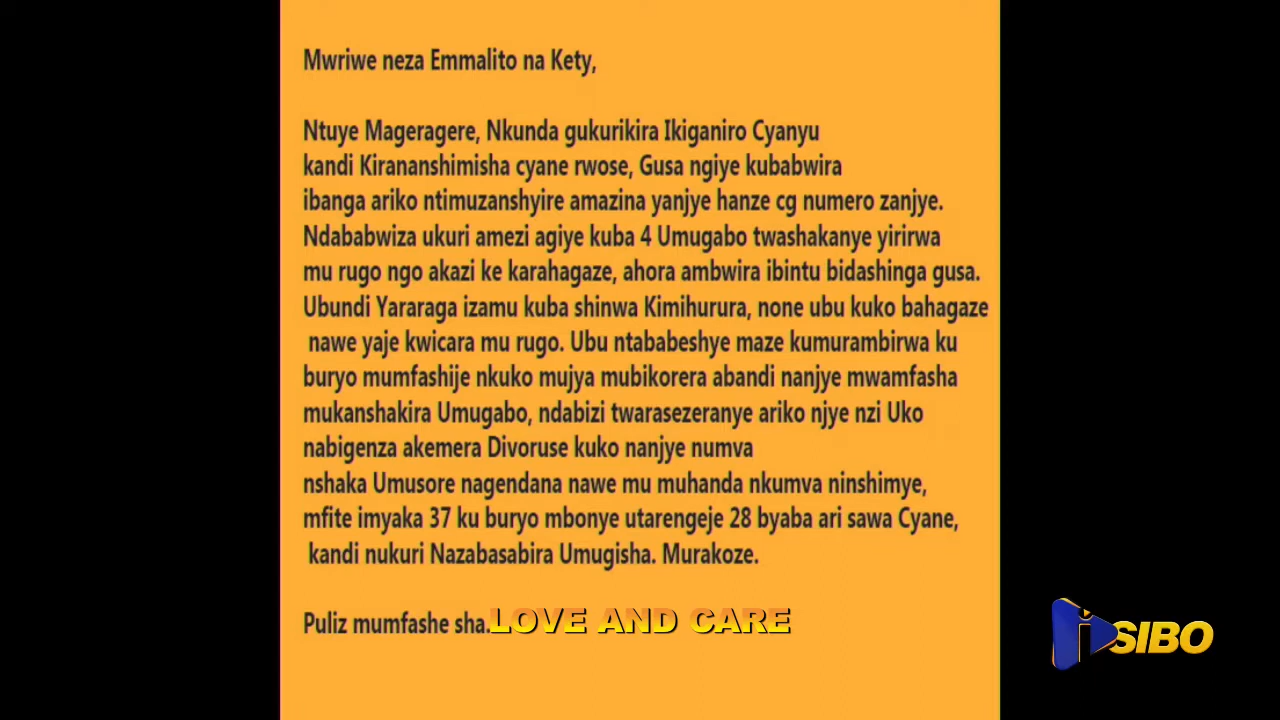 Mwriwe neza Emmalito na Kety,
Ntuye Mageragere, Nkunda gukurikira Ikiganiro Cyanyu
kandi Kirananshimisha cyane rwose, Gusa ngiye kubabwira
ibanga ariko ntimuzanshyire amazina yanjye hanze cg numero zanjye.
Ndababwiza ukuri amezi agiye kuba 4 Umugabo twashakanye yirirwa
mu rugo ngo akazi ke karahagaze, ahora ambwira ibintu bidashinga gusa.
Ubundi Yararaga izamu kuba shinwa Kimihurura, none ubu kuko bahagaze
nawe yaje kwicara mu rugo. Ubu ntababeshye maze kumurambirwa ku
buryo mumfashije nkuko mujya mubikorera abandi nanjye mwamfasha
mukanshakira Umugabo, ndabizi twarasezeranye ariko njye nzi Uko
nabigenza akemera Divoruse kuko nanjye numva
nshaka Umusore nagendana nawe mu muhanda nkumva ninshimye,
mfite imyaka 37 ku buryo mbonye utarengeje 28 byaba ari sawa Cyane,
kandi nukuri Nazabasabira Umugisha. Murakoze.
Puliz mumfashe sha.
LOVE AND CARE
iSIBO